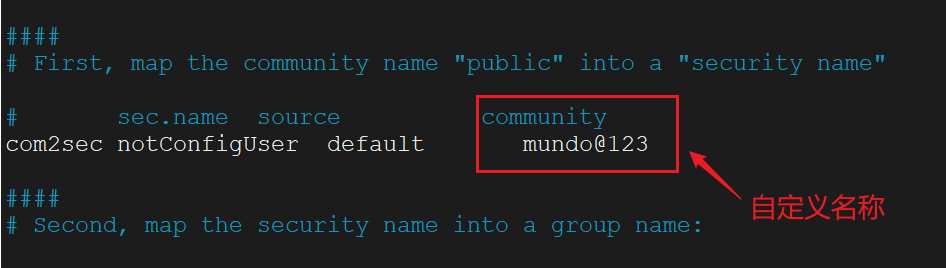 ####
# First, map the community name "public" into a "security name"
#       sec.name  source          community
com2sec notConfigUser  default       mundo@123
自定义名称
####
# Second, map the security name into a group name: